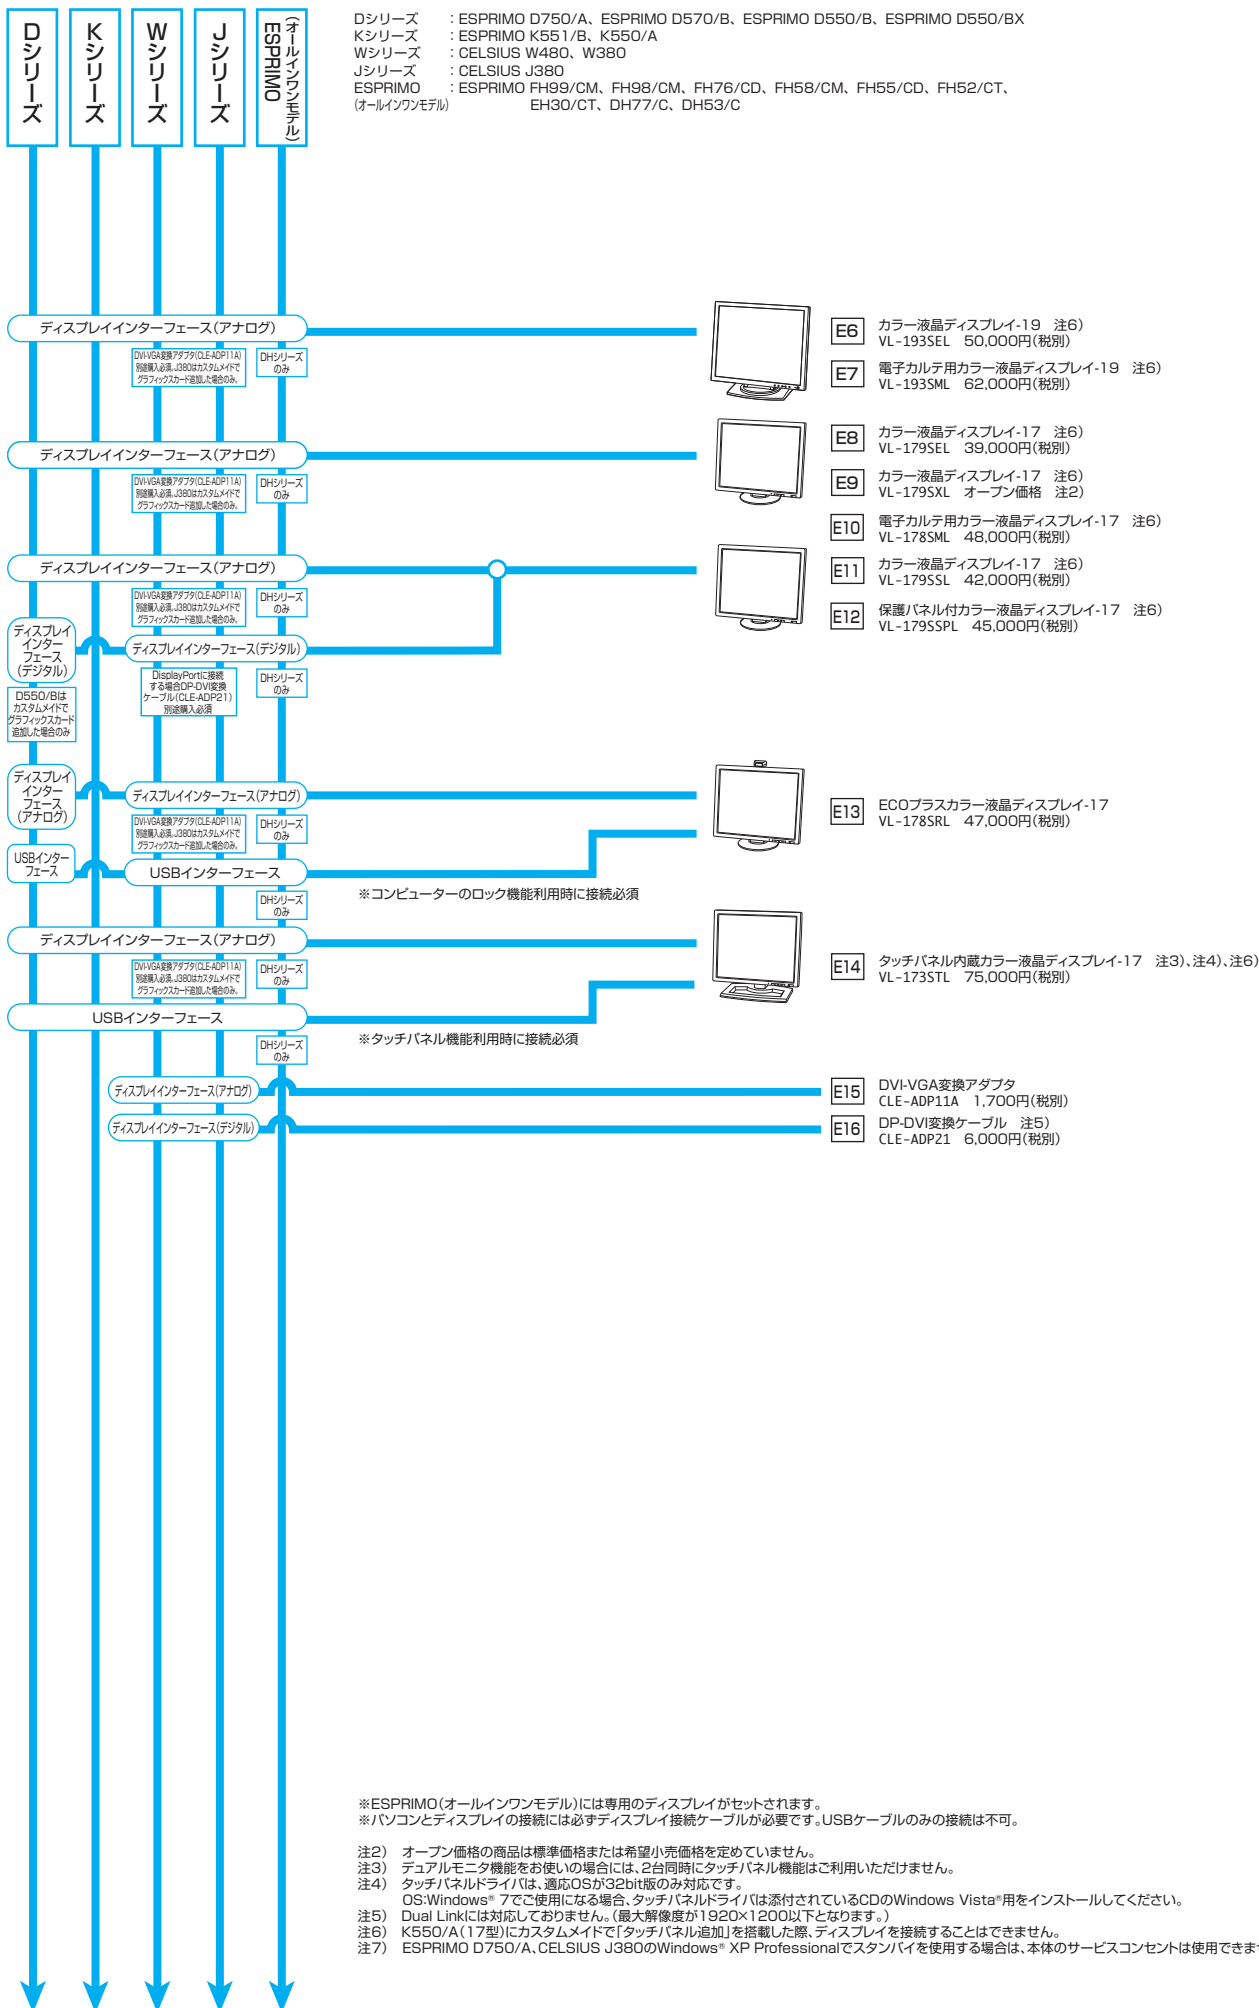 Dシリーズ
Kシリーズ
Wシリーズ
Jシリーズ
ESPRIMO
(オールインワンモデル)
Dシリーズ ：ESPRIMO D750/A、ESPRIMO D570/B、ESPRIMO D550/B、ESPRIMO D550/BX
Kシリーズ ：ESPRIMO K551/B、K550/A
Wシリーズ ：CELSIUS W480、W380
Jシリーズ ：CELSIUS J380
ESPRIMO ：ESPRIMO FH99/CM、FH98/CM、FH76/CD、FH58/CM、FH55/CD、FH52/CT、
(オールインワンモデル) EH30/CT、DH77/C、DH53/C
ディスプレイインターフェース(アナログ)
DVI-VGA変換アダプタ(CLE-ADP11A)
別途購入必須。J380はカスタムメイドで
グラフィックスカード追加した場合のみ。
DHシリーズ
のみ
E6 カラー液晶ディスプレイ-19 注6)
VL-193SEL 50,000円(税別)
E7 電子カルテ用カラー液晶ディスプレイ-19 注6)
VL-193SML 62,000円(税別)
ディスプレイインターフェース(アナログ)
DVI-VGA変換アダプタ(CLE-ADP11A)
別途購入必須。J380はカスタムメイドで
グラフィックスカード追加した場合のみ。
DHシリーズ
のみ
E8 カラー液晶ディスプレイ-17 注6)
VL-179SEL 39,000円(税別)
E9 カラー液晶ディスプレイ-17 注6)
VL-179SXL オープン価格 注2)
E10 電子カルテ用カラー液晶ディスプレイ-17 注6)
VL-178SML 48,000円(税別)
ディスプレイインターフェース(アナログ)
DVI-VGA変換アダプタ(CLE-ADP11A)
別途購入必須。J380はカスタムメイドで
グラフィックスカード追加した場合のみ。
DHシリーズ
のみ
E11 カラー液晶ディスプレイ-17 注6)
VL-179SSL 42,000円(税別)
E12 保護パネル付カラー液晶ディスプレイ-17 注6)
VL-179SSPL 45,000円(税別)
ディスプレイ
インター
フェース
(デジタル)
ディスプレイインターフェース(デジタル)
D550/Bは
カスタムメイドで
グラフィックスカード
追加した場合のみ
DisplayPortに接続
する場合DP-DVI変換
ケーブル(CLE-ADP21)
別途購入必須
DHシリーズ
のみ
ディスプレイ
インター
フェース
(アナログ)
ディスプレイインターフェース(アナログ)
DVI-VGA変換アダプタ(CLE-ADP11A)
別途購入必須。J380はカスタムメイドで
グラフィックスカード追加した場合のみ。
DHシリーズ
のみ
E13 ECOプラスカラー液晶ディスプレイ-17
VL-178SRL 47,000円(税別)
USBインター
フェース
USBインターフェース
DHシリーズ
のみ
※コンピューターのロック機能利用時に接続必須
ディスプレイインターフェース(アナログ)
DVI-VGA変換アダプタ(CLE-ADP11A)
別途購入必須。J380はカスタムメイドで
グラフィックスカード追加した場合のみ。
DHシリーズ
のみ
E14 タッチパネル内蔵カラー液晶ディスプレイ-17 注3)、注4)、注6)
VL-173STL 75,000円(税別)
USBインターフェース
DHシリーズ
のみ
※タッチパネル機能利用時に接続必須
ディスプレイインターフェース(アナログ)
E15 DVI-VGA変換アダプタ
CLE-ADP11A 1,700円(税別)
ディスプレイインターフェース(デジタル)
E16 DP-DVI変換ケーブル 注5)
CLE-ADP21 6,000円(税別)
※ESPRIMO(オールインワンモデル)には専用のディスプレイがセットされます。
※パソコンとディスプレイの接続には必ずディスプレイ接続ケーブルが必要です。USBケーブルのみの接続は不可。
注2) オープン価格の商品は標準価格または希望小売価格を定めていません。
注3) デュアルモニタ機能をお使いの場合には、2台同時にタッチパネル機能はご利用いただけません。
注4) タッチパネルドライバは、適応OSが32bit版のみ対応です。
OS:Windows® 7でご使用になる場合、タッチパネルドライバは添付されているCDのWindows Vista®用をインストールしてください。
注5) Dual Linkには対応しておりません。(最大解像度が1920×1200以下となります。)
注6) K550/A(17型)にカスタムメイドで「タッチパネル追加」を搭載した際、ディスプレイを接続することはできません。
注7) ESPRIMO D750/A、CELSIUS J380のWindows® XP Professionalでスタンバイを使用する場合は、本体のサービスコンセントは使用できま